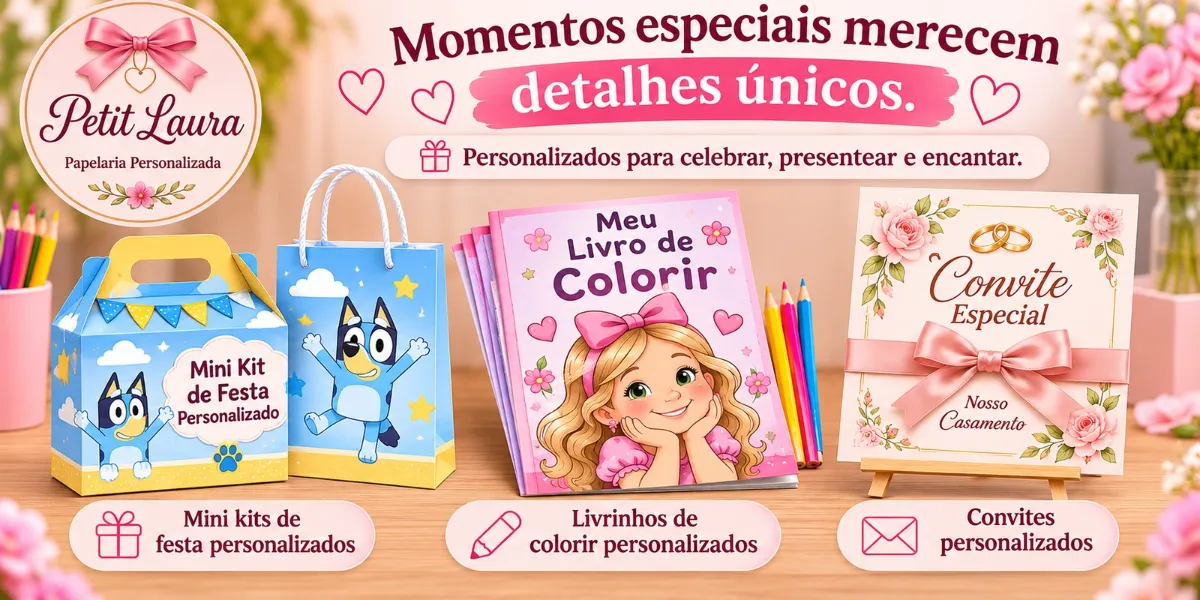 Petit Laura
Papelaria Personalizada
Momentos especiais merecem
detalhes únicos.
Personalizados para celebrar, presentear e encantar.
Mini Kit
de Festa
Personalizado
Meu
Livro de
Colorir
Convite
Especial
Nosso
Casamento
Mini kits de
festa personalizados
Livrinhos de
colorir personalizados
Convites
personalizados